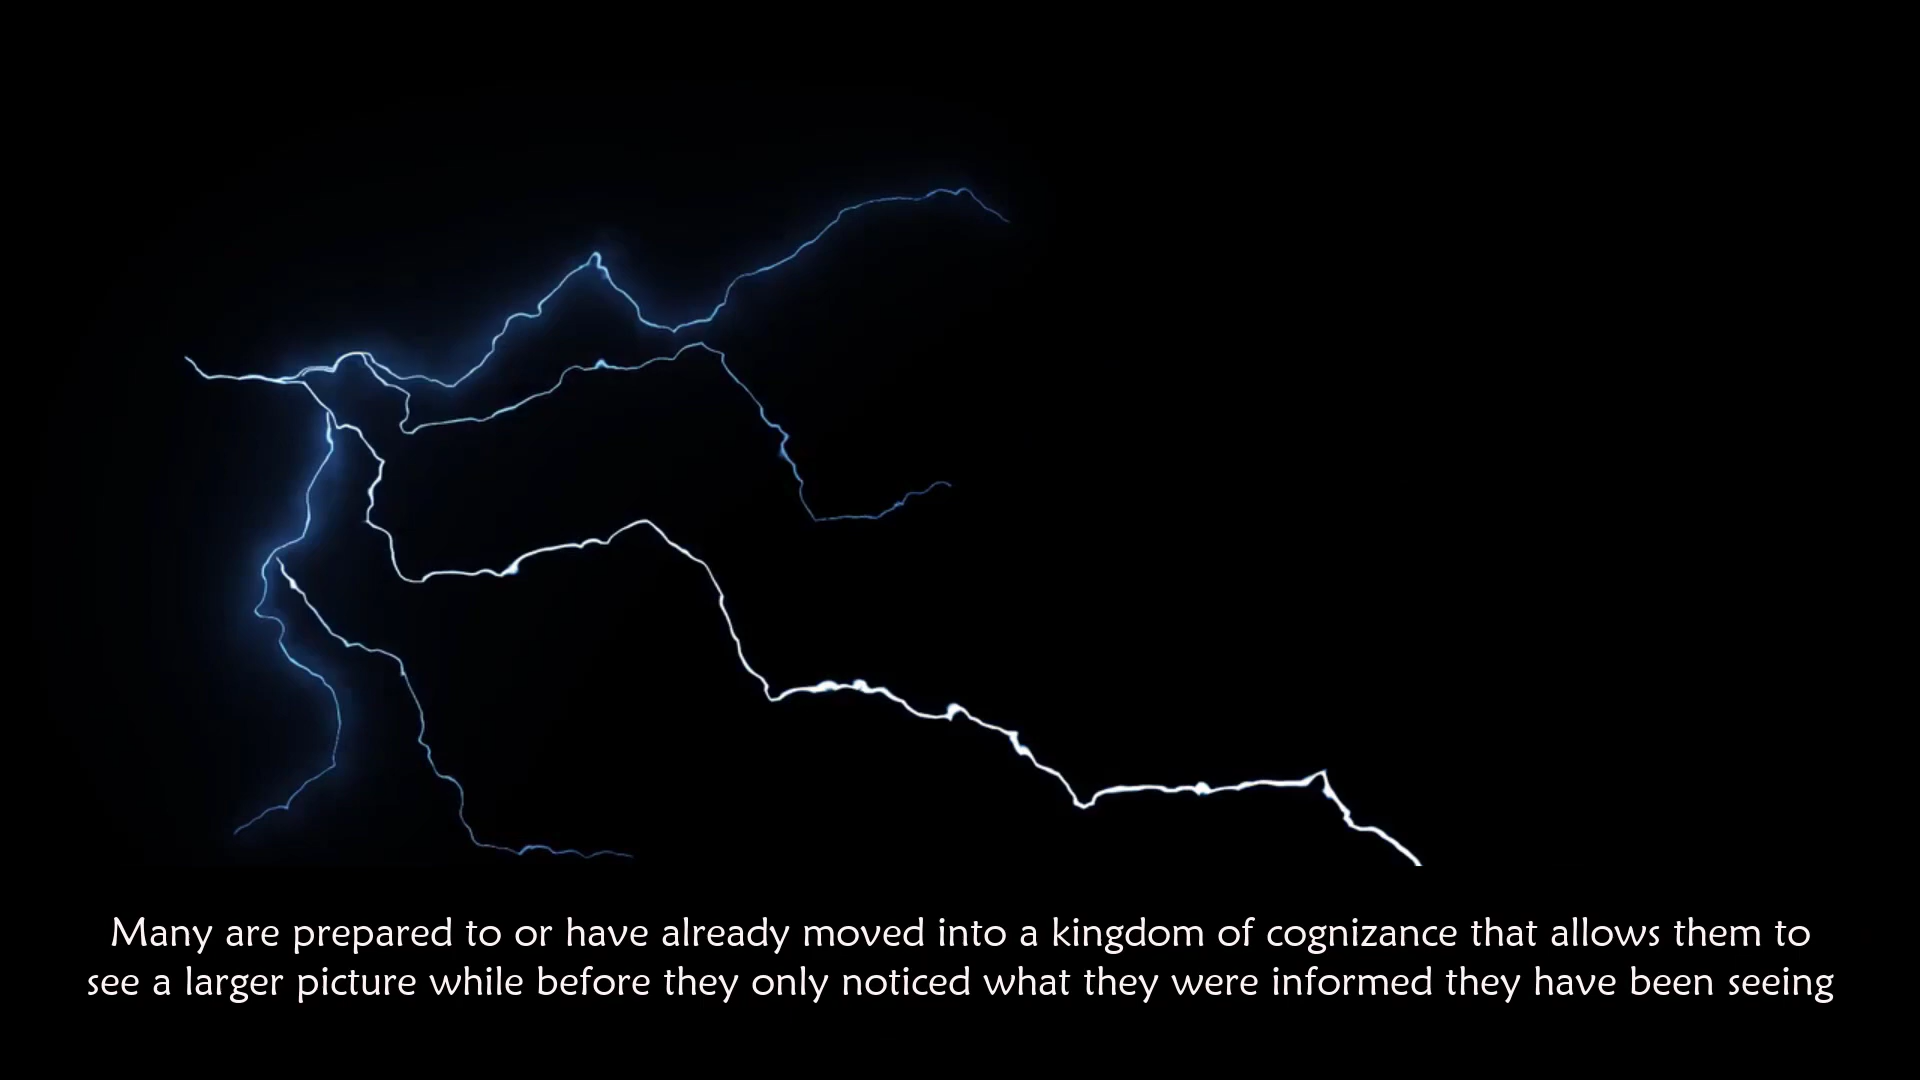 Many are prepared to or have already moved into a kingdom of cognizance that allows them to
see a larger picture while before they only noticed what they were informed they have been seeing